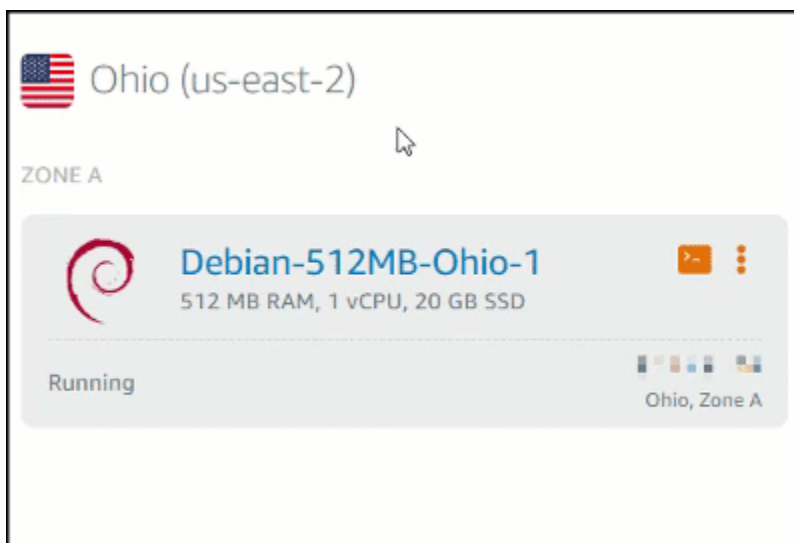 Ohio (us-east-2)
ZONE A
Debian-512MB-Ohio-1
512 MB RAM, 1 vCPU, 20 GB SSD
Running
Ohio, Zone A